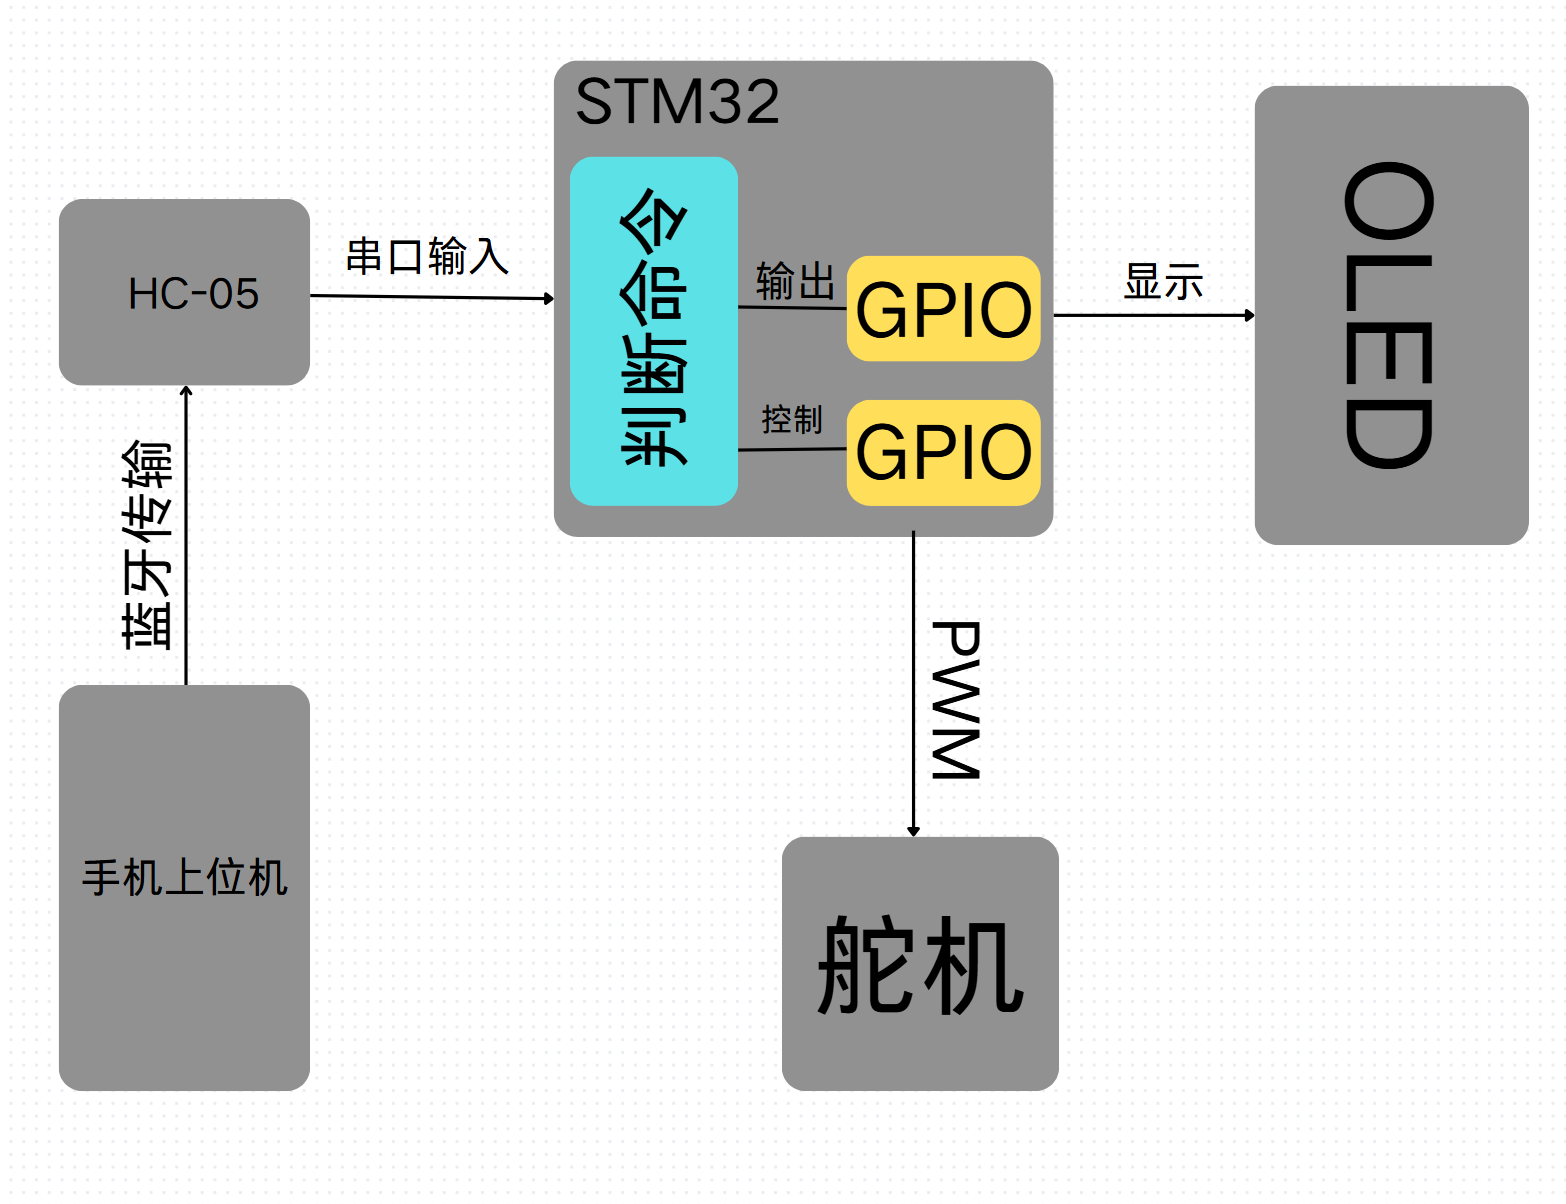 STM32
HC-05
串口输入
判断命令
输出
GPIO
控制
GPIO
显示
OLED
蓝牙传输
手机上位机
PWM
舵机